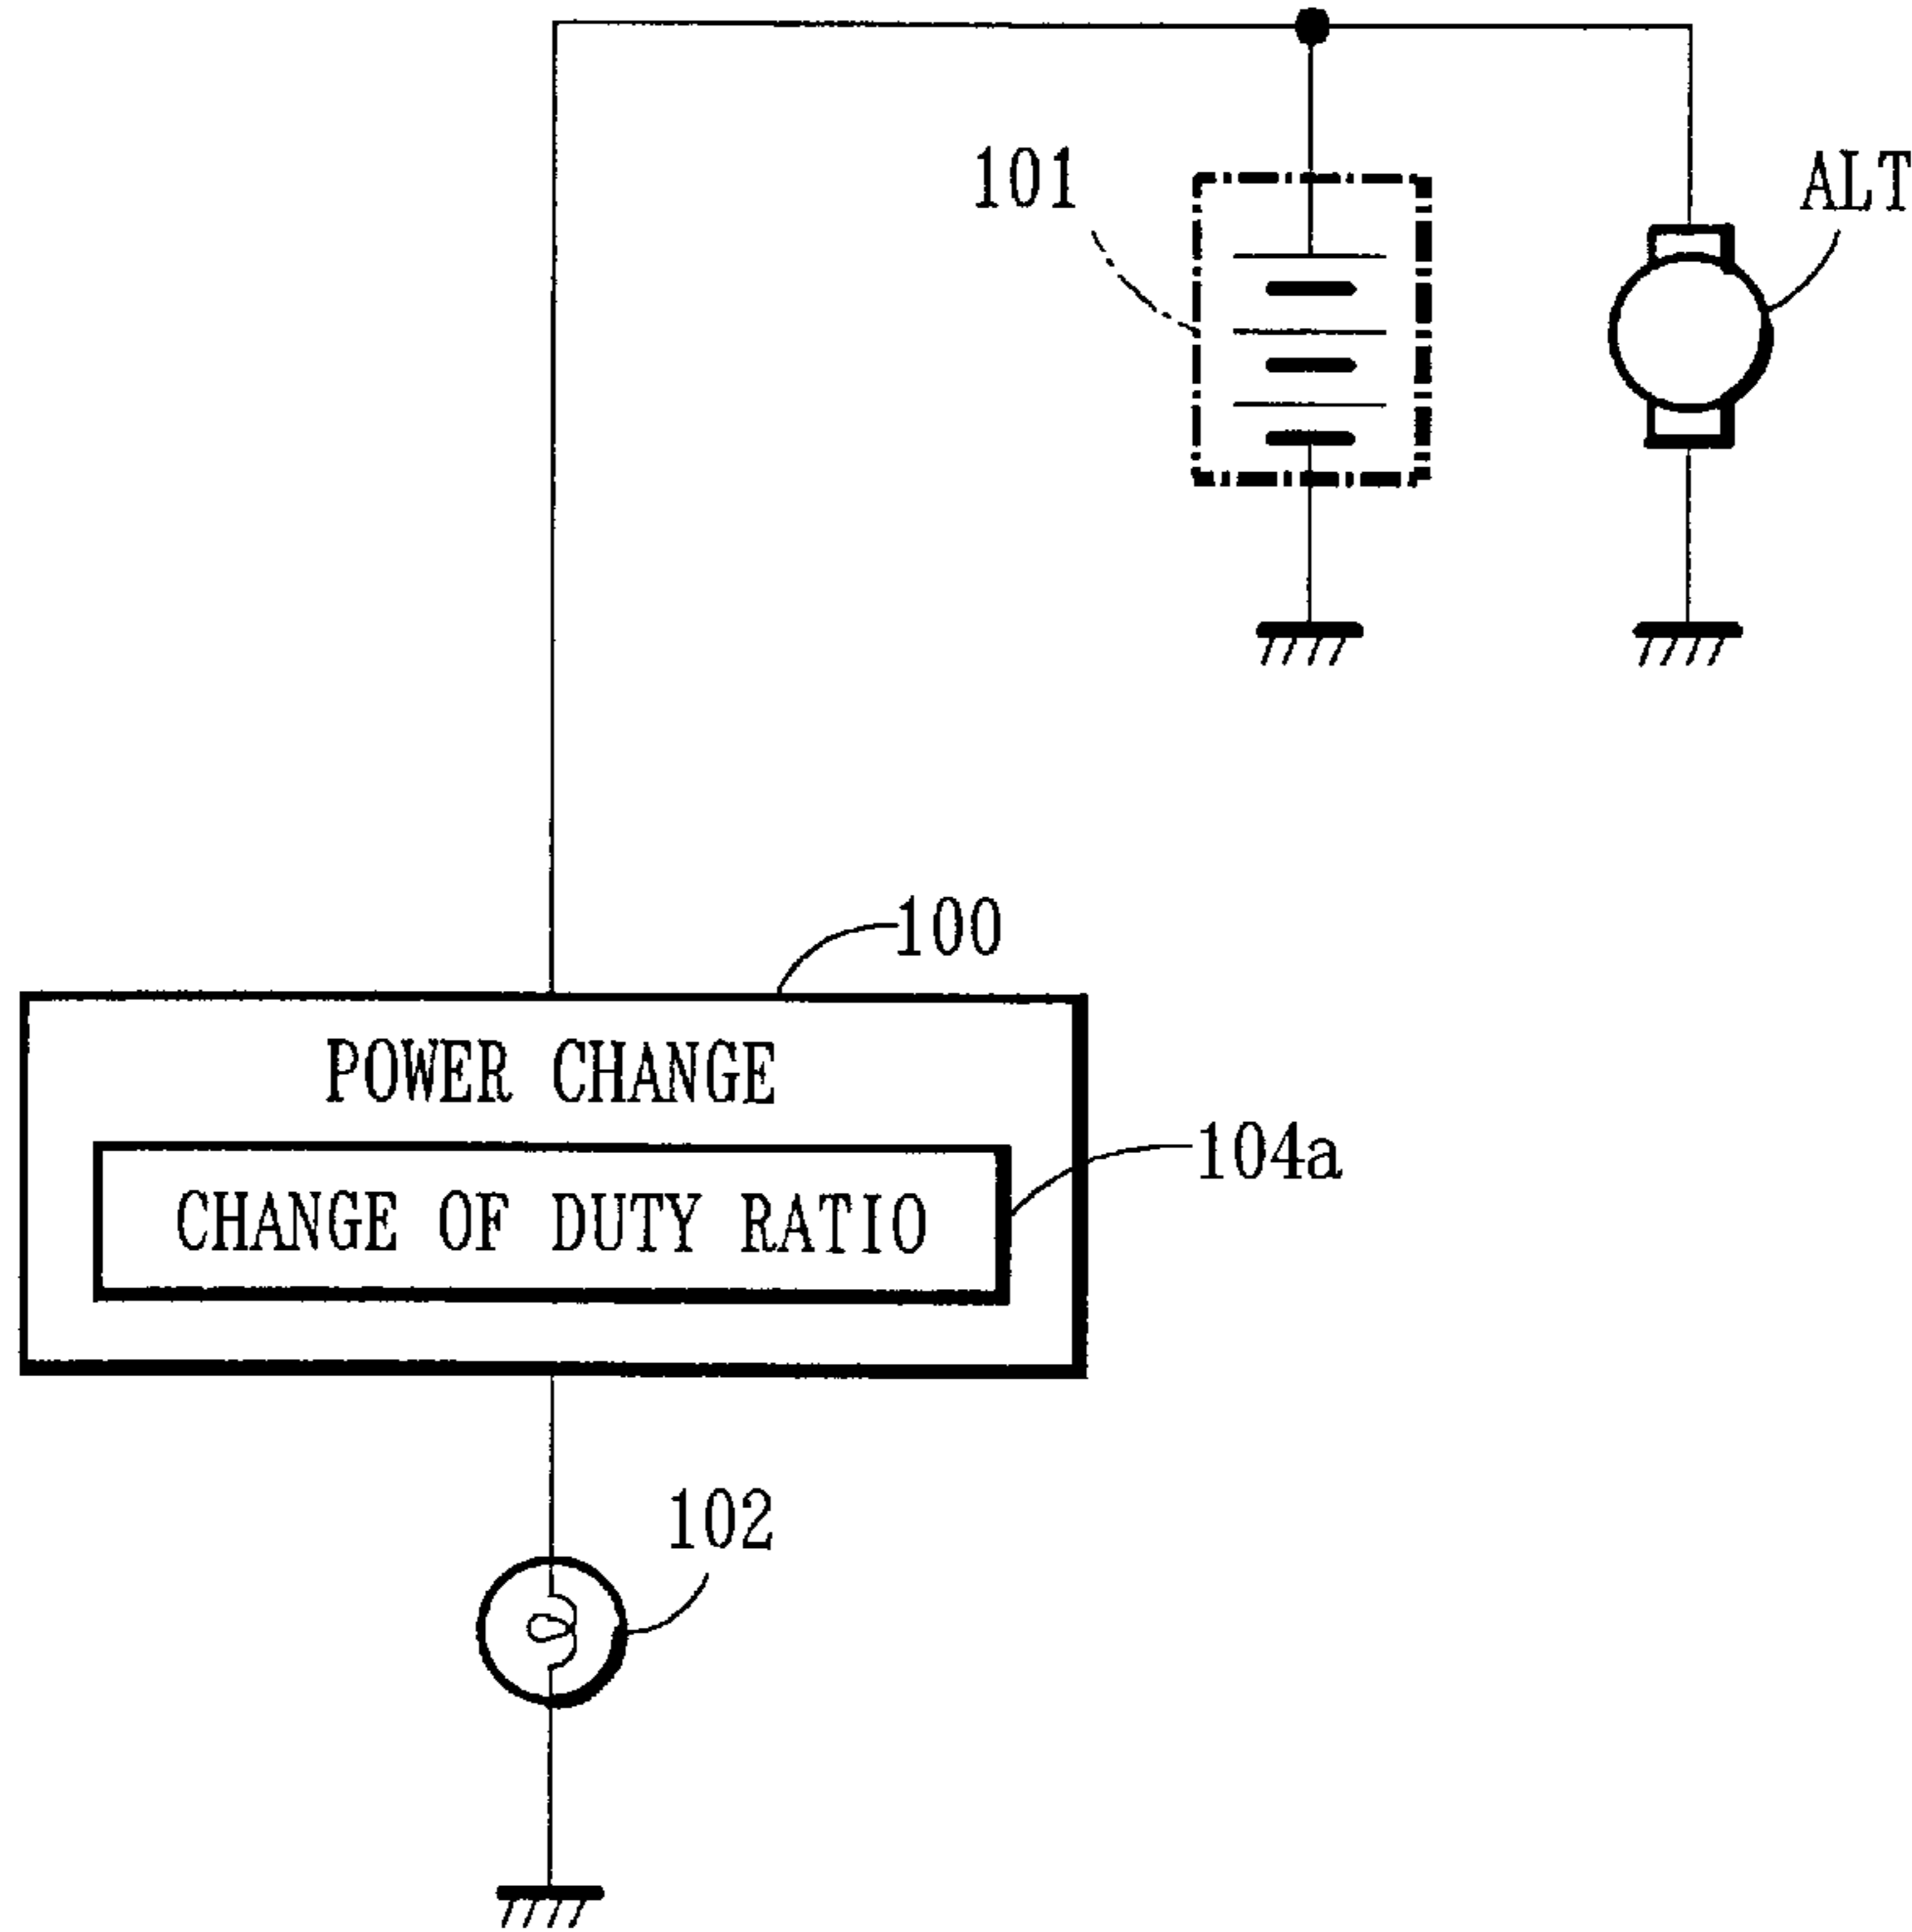 101
ALT
100
POWER CHANGE
104a
CHANGE OF DUTY RATIO
102